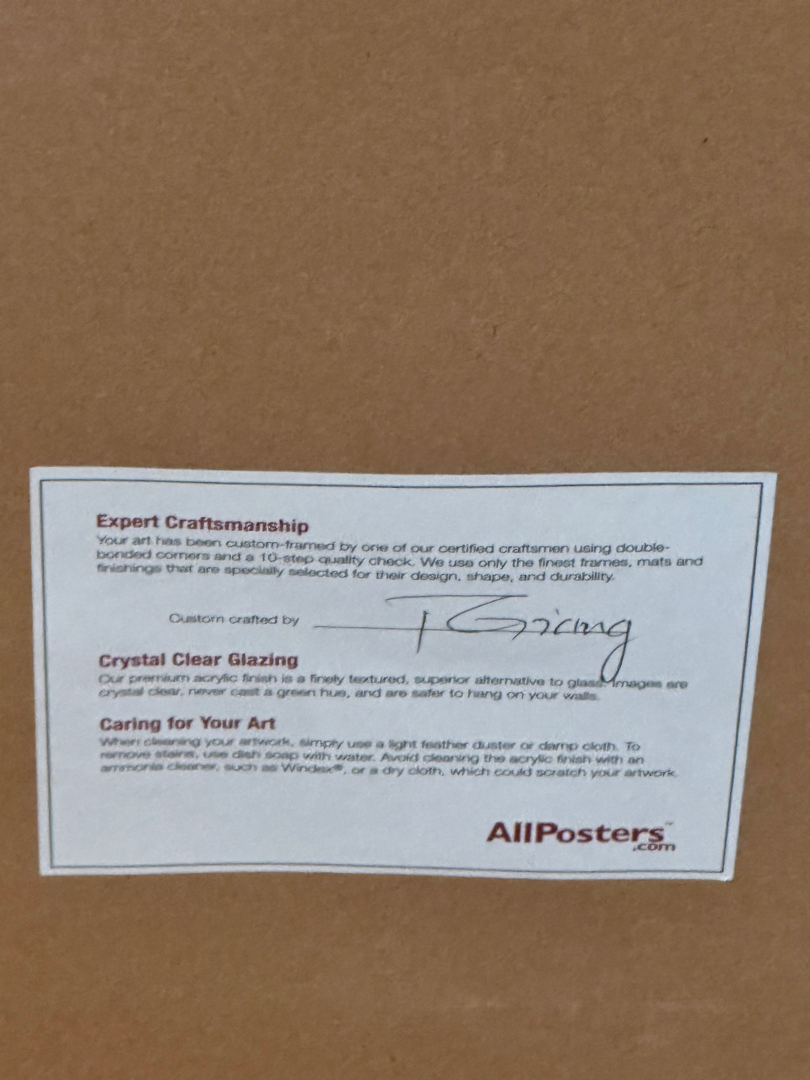 Expert Craftsmanship
Your art has been custom-framed by one of our certified craftsmen using double-
bonded corners and a 10-step quality check. We use only the finest frames, mats and
finishings that are specially selected for their design, shape, and durability.
Custom crafted by
Crystal Clear Glazing
Our premium acrylic finish is a finely textured, superior alternative to glass. Images are
crystal clear, never cast a green hue, and are safer to hang on your walls.
Caring for Your Art
When cleaning your artwork, simply use a light feather duster or damp cloth. To
remove stains, use dish soap with water. Avoid cleaning the acrylic finish with an
ammonia cleaner, such as Windex®, or a dry cloth, which could scratch your artwork.
AllPosters™
.com